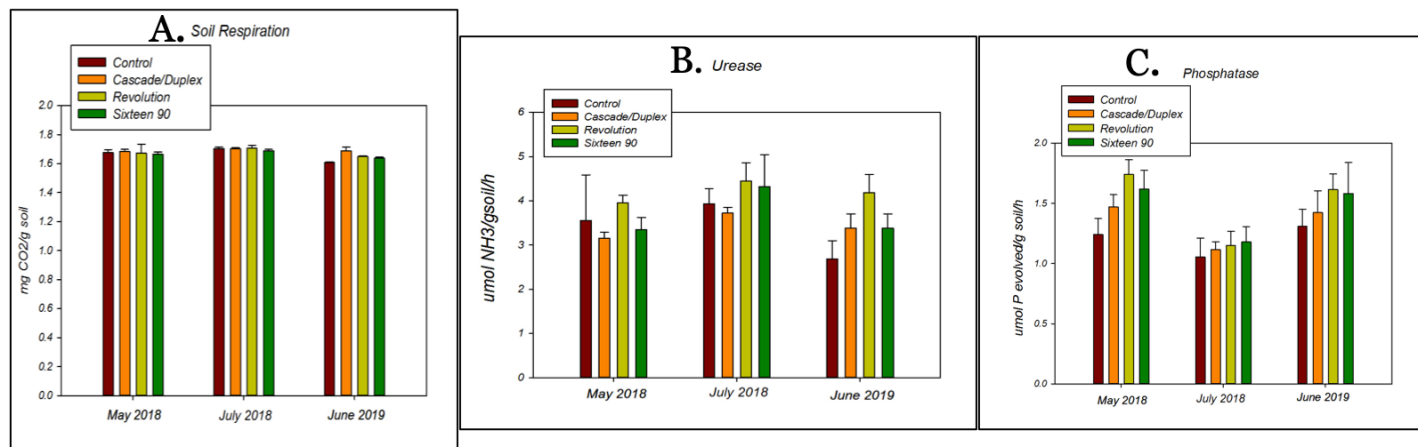 A. Soil Respiration
Control
Cascade/Duplex
Revolution
Sixteen 90
mg CO2/g soil
2.0
1.8
1.6
1.4
1.2
1.0
0.8
0.6
0.4
0.2
0.0
May 2018 July 2018 June 2019
B. Urease
Control
Cascade/Duplex
Revolution
Sixteen 90
umol NH3/gsoil/h
6
5
4
3
2
1
0
May 2018 July 2018 June 2019
C. Phosphatase
Control
Cascade/Duplex
Revolution
Sixteen 90
umol P evolved/g soil/h
2.0
1.5
1.0
0.5
0.0
May 2018 July 2018 June 2019